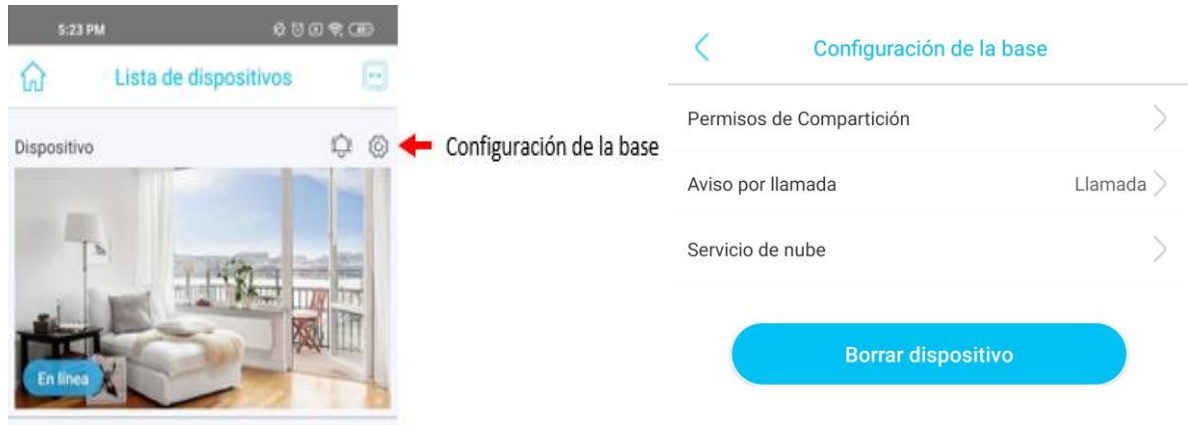 5:23 PM
Lista de dispositivos
Dispositivo
En línea
Configuración de la base
Configuración de la base
Permisos de Compartición
Aviso por llamada Llamada
Servicio de nube
Borrar dispositivo